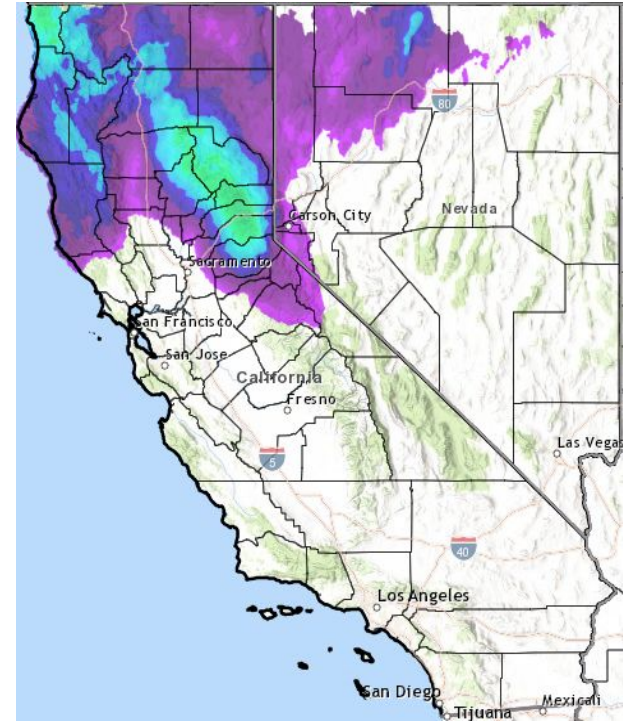 80
Nevada
Carson City
Sacramento
San Francisco
San Jose
California
Fresno
Las Vegas
5
40
Los Angeles
San Diego
Tijuana
Mexicali